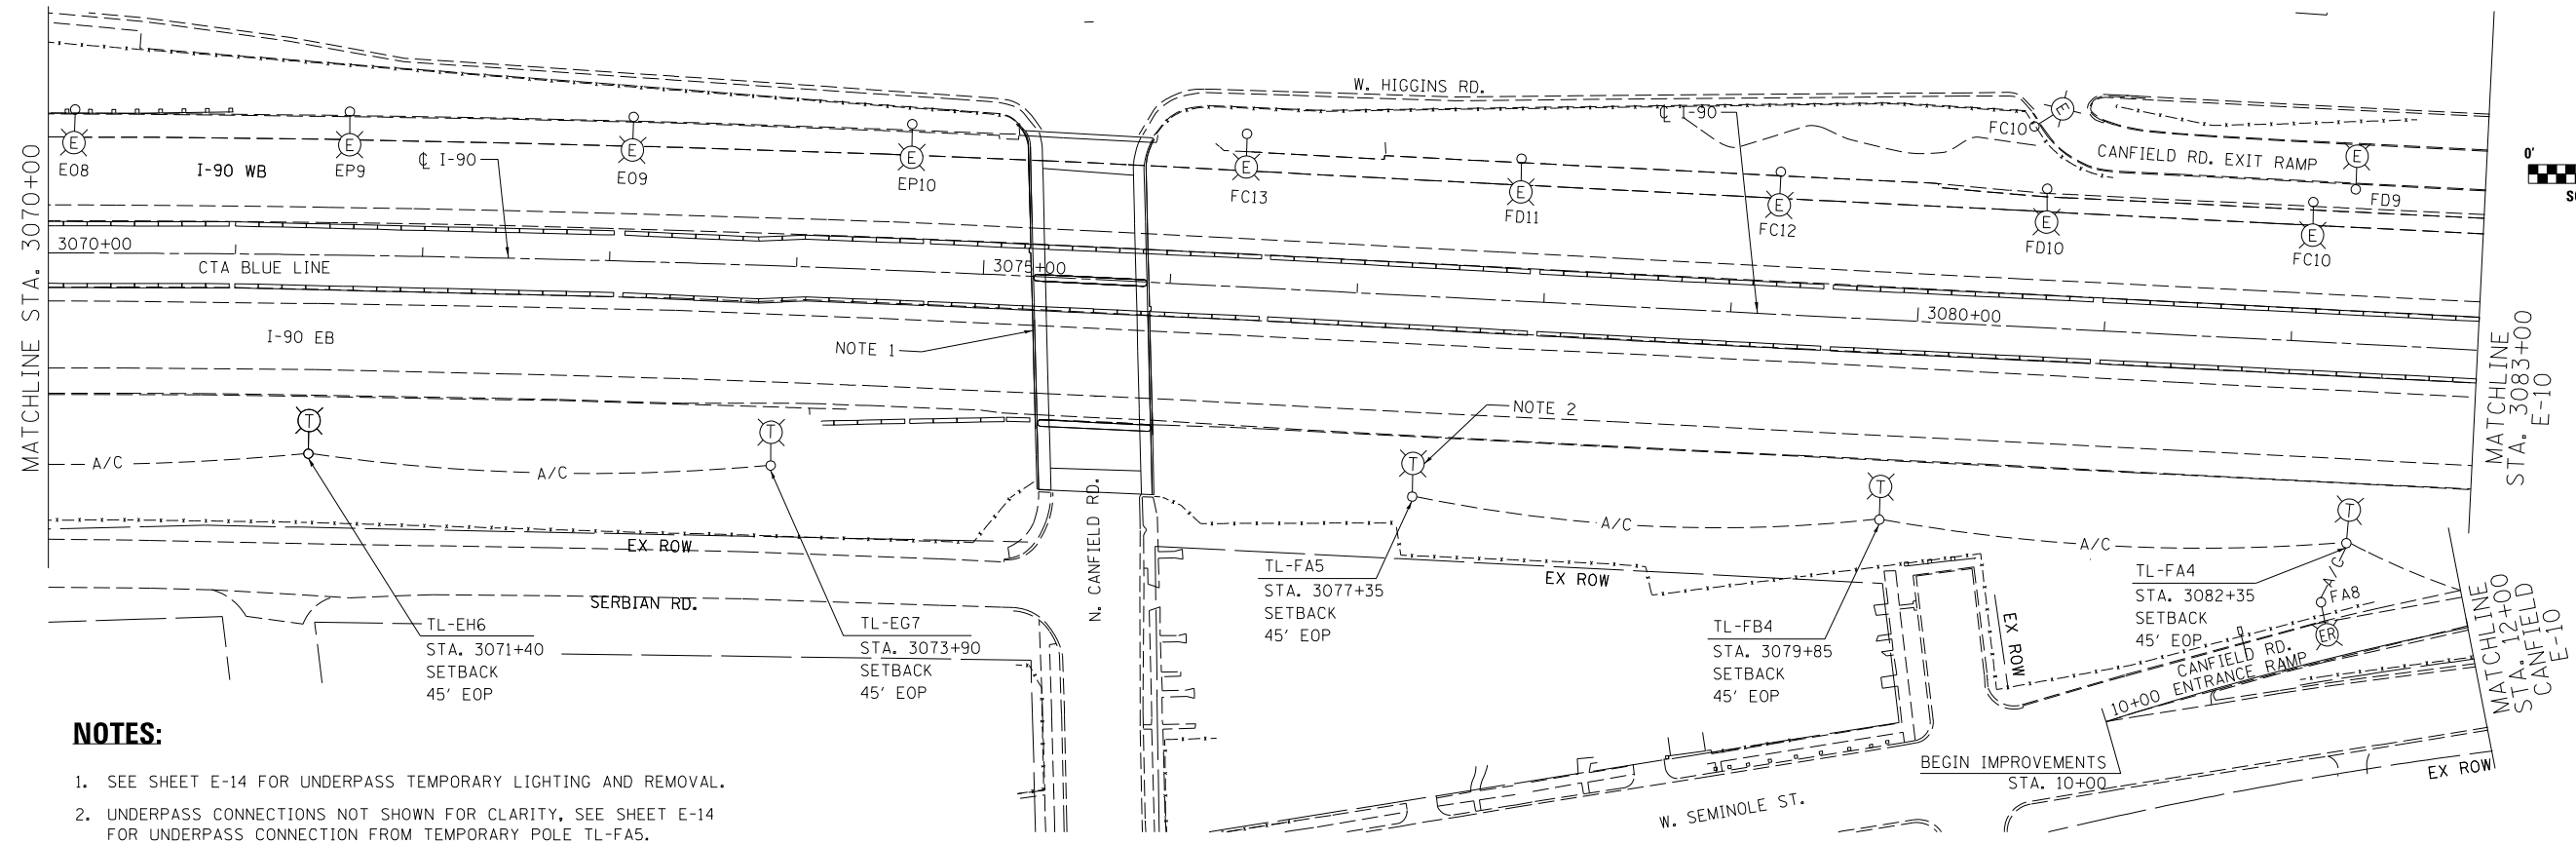 W. HIGGINS RD.
℄ I-90
FC10
E
CANFIELD RD. EXIT RAMP
E
FD9
0'
E
E08
E
EP9
E
E09
E
EP10
E
FC13
E
FD11
E
FC12
E
FD10
E
FC10
I-90 WB
℄ I-90
MATCHLINE STA. 3070+00
3070+00
CTA BLUE LINE
3075+00
3080+00
MATCHLINE
STA. 3083+00
E-10
I-90 EB
NOTE 1
NOTE 2
T
T
T
T
T
A/C
A/C
A/C
A/C
A/C
EX ROW
SERBIAN RD.
N. CANFIELD RD.
EX ROW
EX ROW
TL-EH6
STA. 3071+40
SETBACK
45' EOP
TL-EG7
STA. 3073+90
SETBACK
45' EOP
TL-FA5
STA. 3077+35
SETBACK
45' EOP
TL-FB4
STA. 3079+85
SETBACK
45' EOP
TL-FA4
STA. 3082+35
SETBACK
45' EOP
FA8
ER
CANFIELD RD.
ENTRANCE RAMP
10+00
MATCHLINE
STA. 12+00
CANFIELD
E-10
BEGIN IMPROVEMENTS
STA. 10+00
EX ROW
W. SEMINOLE ST.
NOTES:
1. SEE SHEET E-14 FOR UNDERPASS TEMPORARY LIGHTING AND REMOVAL.
2. UNDERPASS CONNECTIONS NOT SHOWN FOR CLARITY, SEE SHEET E-14
FOR UNDERPASS CONNECTION FROM TEMPORARY POLE TL-FA5.